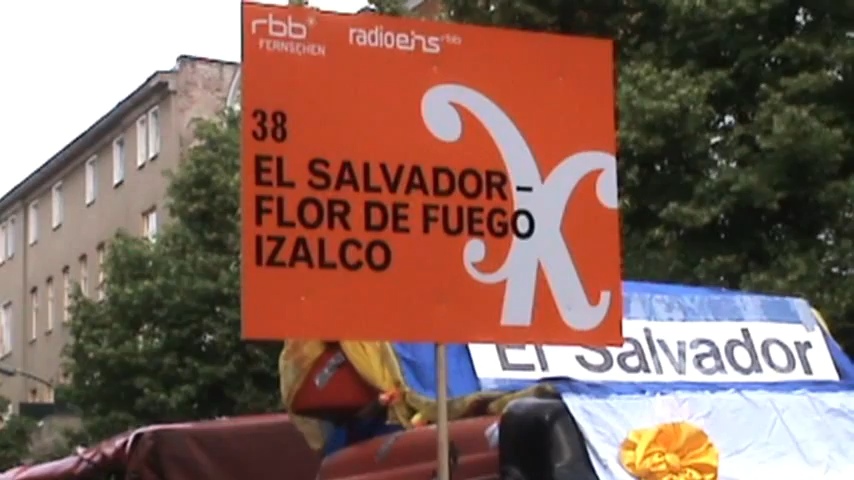 rbb
FERNSEHEN
radioeins rbb
38
EL SALVADOR –
FLOR DE FUEGO
IZALCO
El Salvador